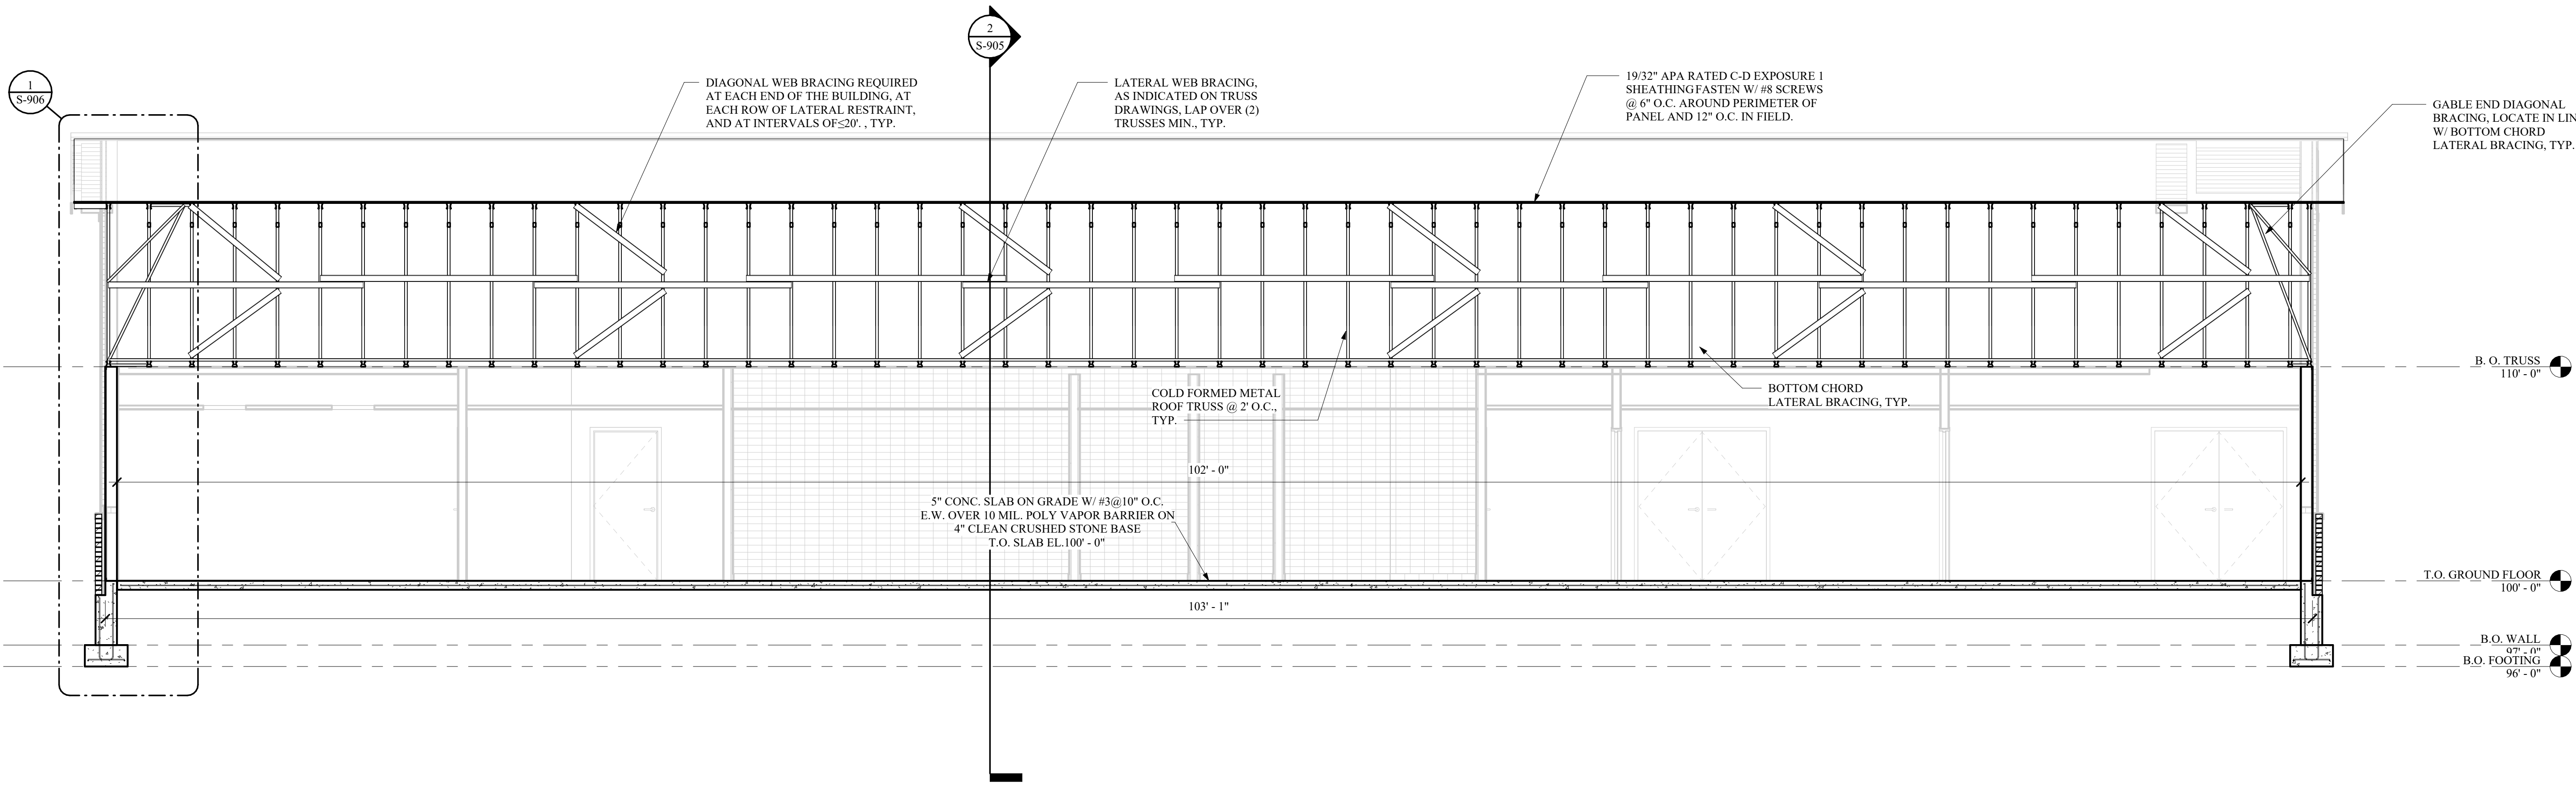 2
S-905
1
S-906
DIAGONAL WEB BRACING REQUIRED
AT EACH END OF THE BUILDING, AT
EACH ROW OF LATERAL RESTRAINT,
AND AT INTERVALS OF≤20'. , TYP.
LATERAL WEB BRACING,
AS INDICATED ON TRUSS
DRAWINGS, LAP OVER (2)
TRUSSES MIN., TYP.
19/32" APA RATED C-D EXPOSURE 1
SHEATHING FASTEN W/ #8 SCREWS
@ 6" O.C. AROUND PERIMETER OF
PANEL AND 12" O.C. IN FIELD.
GABLE END DIAGONAL
BRACING, LOCATE IN LIN
W/ BOTTOM CHORD
LATERAL BRACING, TYP.
B. O. TRUSS
110' - 0"
COLD FORMED METAL
ROOF TRUSS @ 2' O.C.,
TYP.
BOTTOM CHORD
LATERAL BRACING, TYP.
102' - 0"
5" CONC. SLAB ON GRADE W/ #3@10" O.C.
E.W. OVER 10 MIL. POLY VAPOR BARRIER ON
4" CLEAN CRUSHED STONE BASE
T.O. SLAB EL.100' - 0"
T.O. GROUND FLOOR
100' - 0"
103' - 1"
B.O. WALL
97' - 0"
B.O. FOOTING
96' - 0"